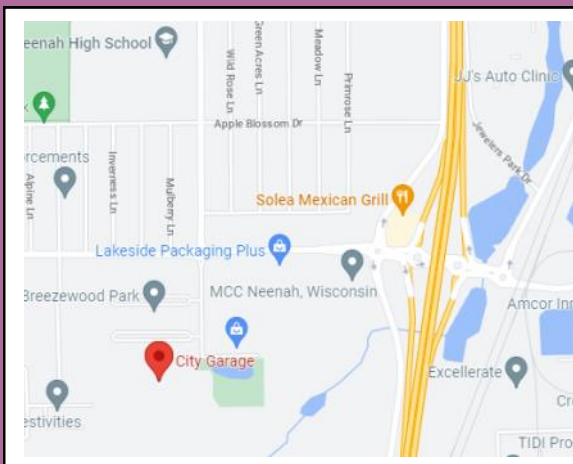 eenah High School
JJ's Auto Clinic
Wild Rose Ln
Green Acres Ln
Meadow Ln
Primrose Ln
Apple Blossom Dr
Jewelers Park Dr
orcements
Alpine Ln
Inverness Ln
Mulberry Ln
Solea Mexican Grill
Lakeside Packaging Plus
MCC Neenah, Wisconsin
Breezewood Park
Amcor Inn
City Garage
Excellerate
estivities
Cr
TIDI Pro